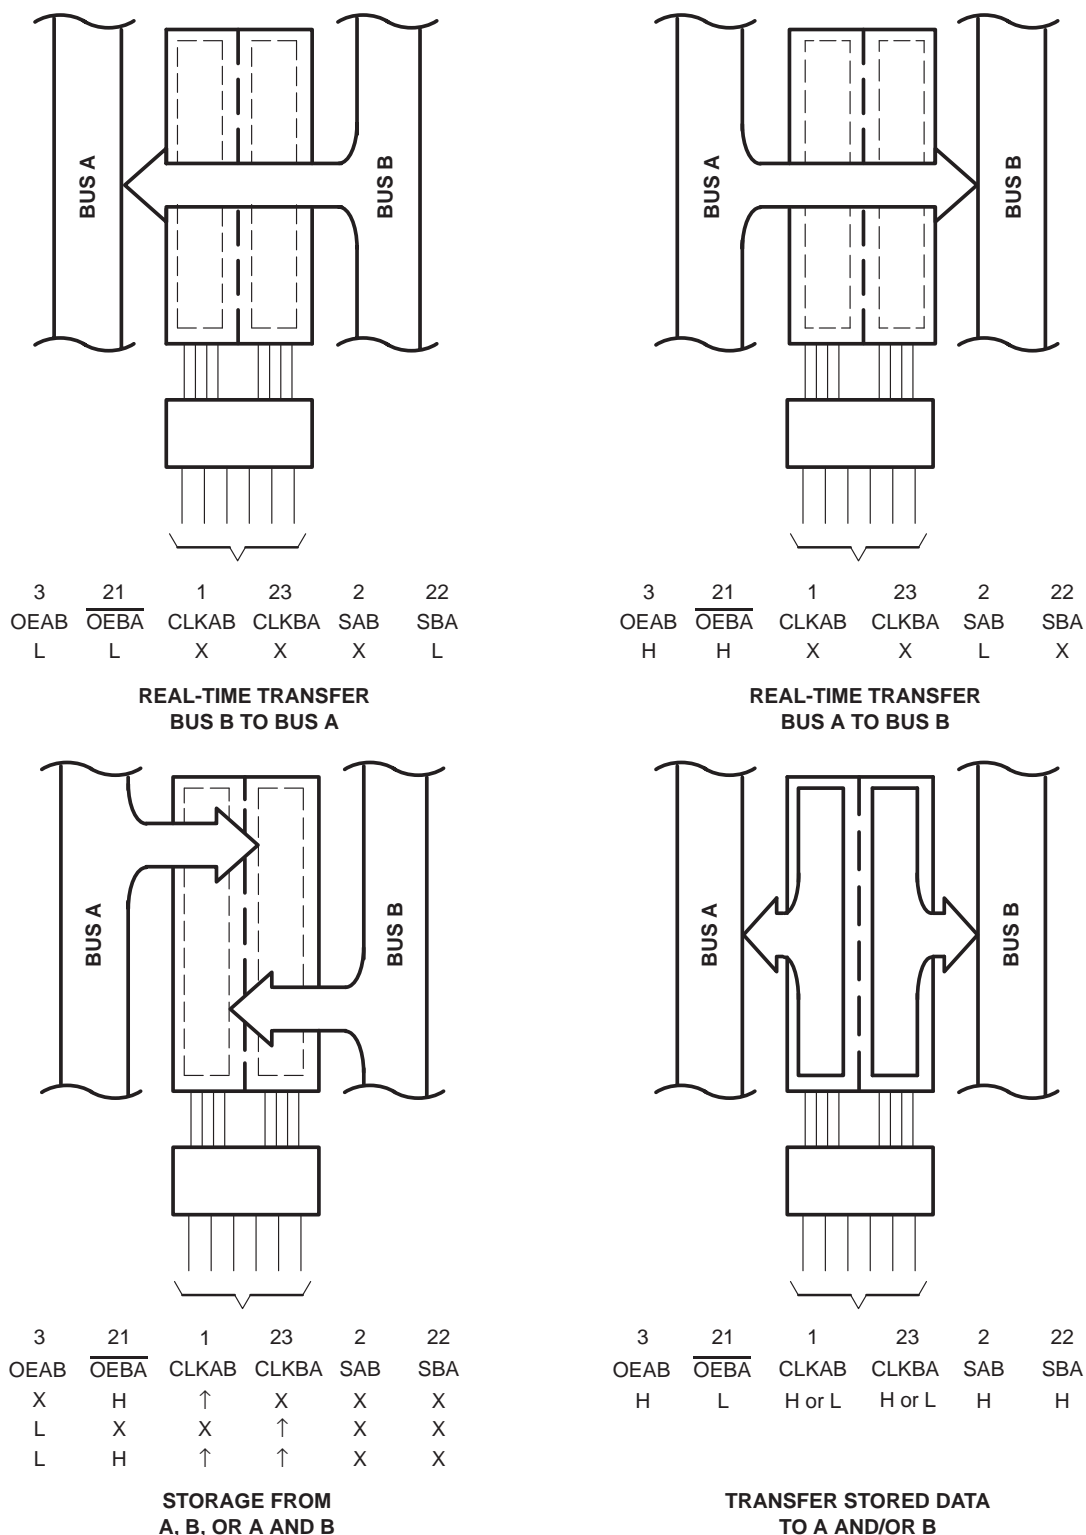 BUS A
BUS B
BUS A
BUS B
3 21 1 23 2 22
OEAB OEBA CLKAB CLKBA SAB SBA
L L X X X L
REAL-TIME TRANSFER
BUS B TO BUS A
3 21 1 23 2 22
OEAB OEBA CLKAB CLKBA SAB SBA
H H X X L X
REAL-TIME TRANSFER
BUS A TO BUS B
BUS A
BUS B
BUS A
BUS B
3 21 1 23 2 22
OEAB OEBA CLKAB CLKBA SAB SBA
X H ↑ X X X
L X X ↑ X X
L H ↑ ↑ X X
STORAGE FROM
A, B, OR A AND B
3 21 1 23 2 22
OEAB OEBA CLKAB CLKBA SAB SBA
H L H or L H or L H H
TRANSFER STORED DATA
TO A AND/OR B